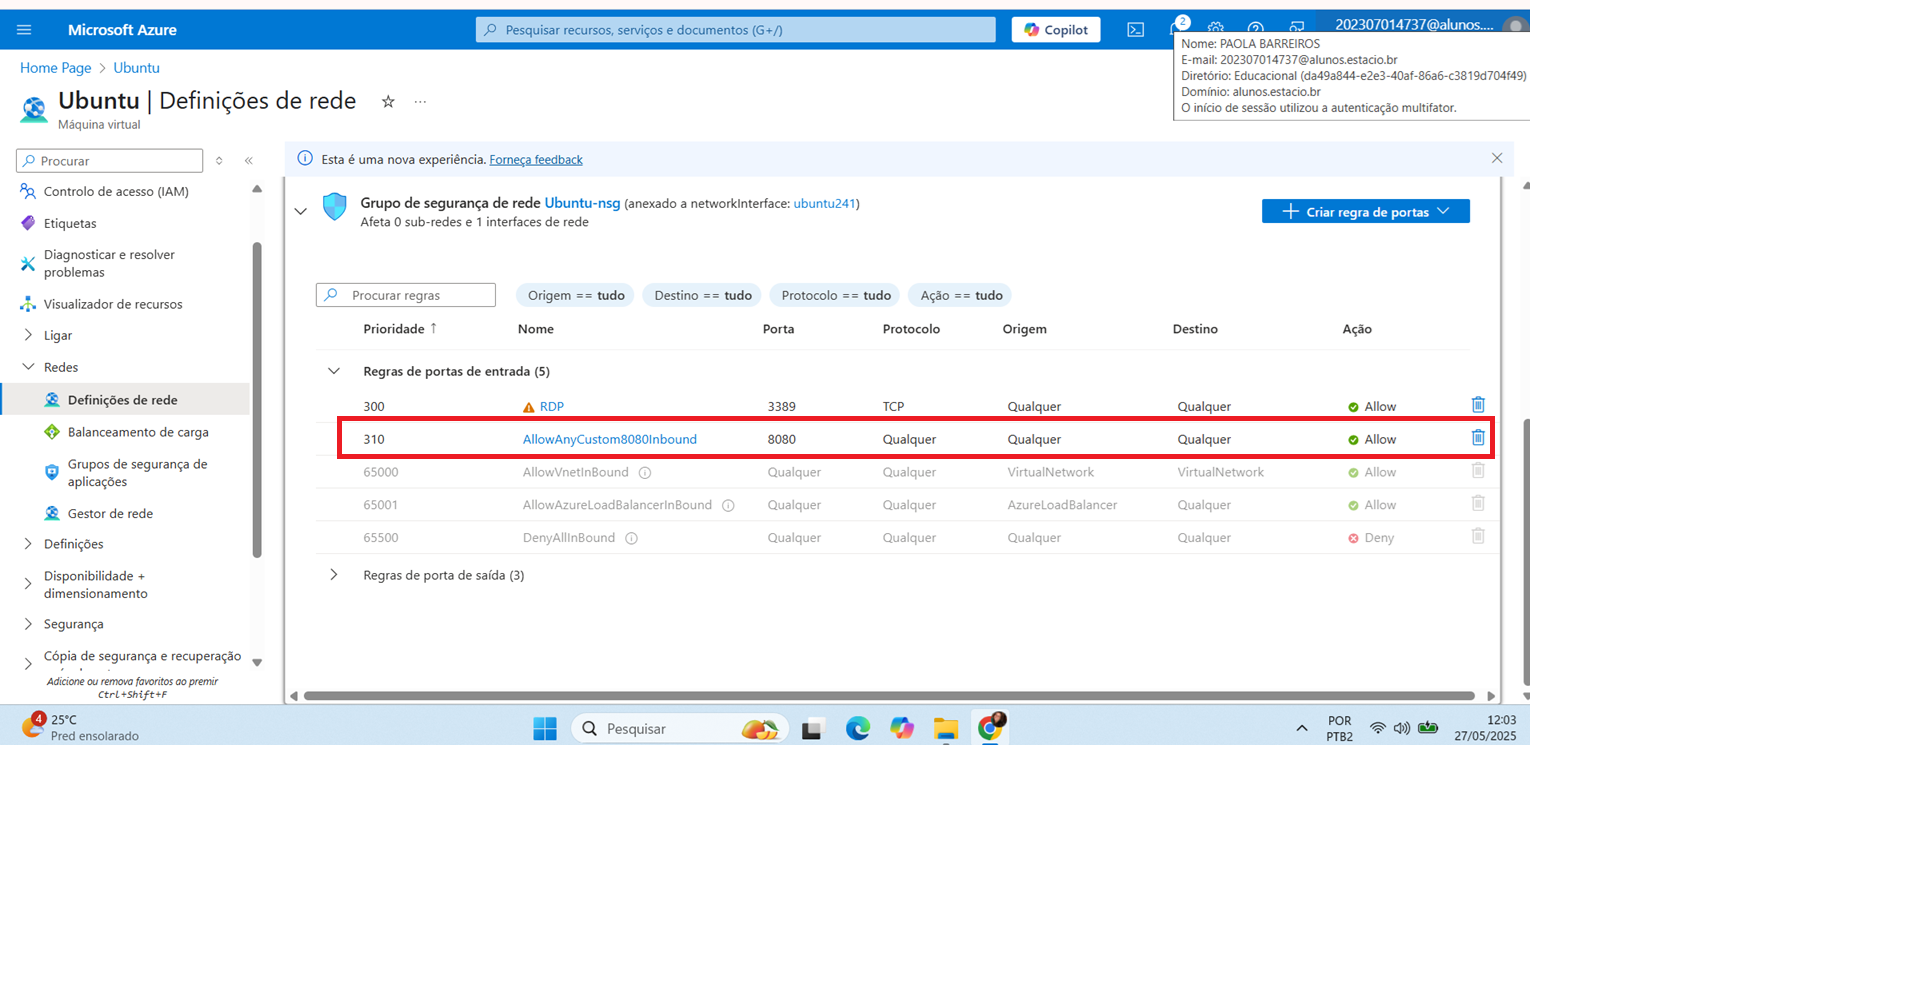 Microsoft Azure
Pesquisar recursos, serviços e documentos (G+/)
Copilot
2
202307014737@alunos....
Nome: PAOLA BARREIROS
E-mail: 202307014737@alunos.estacio.br
Diretório: Educacional (da49a844-e2e3-40af-86a6-c3819d704f49)
Domínio: alunos.estacio.br
O início de sessão utilizou a autenticação multifator.
Home Page > Ubuntu
Ubuntu | Definições de rede
Máquina virtual
Procurar
Controlo de acesso (IAM)
Etiquetas
Diagnosticar e resolver
problemas
Visualizador de recursos
Ligar
Redes
Definições de rede
Balanceamento de carga
Grupos de segurança de
aplicações
Gestor de rede
Definições
Disponibilidade +
dimensionamento
Segurança
Cópia de segurança e recuperação
Adicione ou remova favoritos ao premir
Ctrl+Shift+F
Esta é uma nova experiência. Forneça feedback
Grupo de segurança de rede Ubuntu-nsg (anexado a networkInterface: ubuntu241)
Afeta 0 sub-redes e 1 interfaces de rede
Criar regra de portas
Procurar regras
Origem == tudo
Destino == tudo
Protocolo == tudo
Ação == tudo
Prioridade ↑ Nome Porta Protocolo Origem Destino Ação
Regras de portas de entrada (5)
300 RDP 3389 TCP Qualquer Qualquer Allow
310 AllowAnyCustom8080Inbound 8080 Qualquer Qualquer Qualquer Allow
65000 AllowVnetInBound Qualquer Qualquer VirtualNetwork VirtualNetwork Allow
65001 AllowAzureLoadBalancerInBound Qualquer Qualquer AzureLoadBalancer Qualquer Allow
65500 DenyAllInBound Qualquer Qualquer Qualquer Qualquer Deny
Regras de porta de saída (3)
4
25°C
Pred ensolarado
Pesquisar
POR
PTB2
12:03
27/05/2025